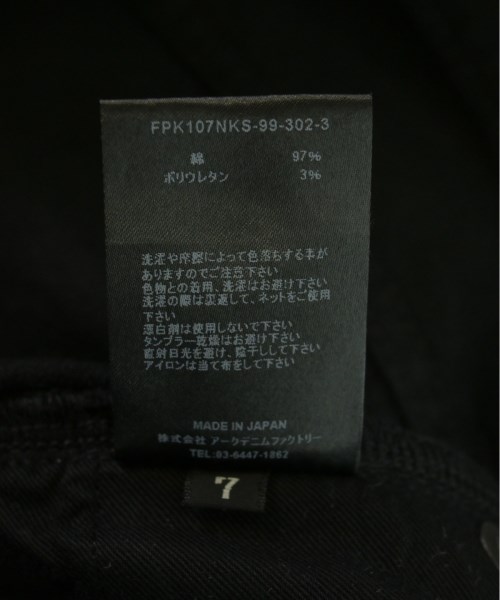 FPK107NKS-99-302-3
綿 97%
ポリウレタン 3%
洗濯や摩擦によって色落ちする事が
ありますのでご注意下さい
色物との着用、洗濯はお避け下さい
洗濯の際は裏返して、ネットをご使用
下さい
漂白剤は使用しないで下さい
タンブラー乾燥はお避け下さい
直射日光を避け、陰干しして下さい
アイロンは当て布をして下さい
MADE IN JAPAN
株式会社 アークデニムファクトリー
TEL:03-6447-1862
7